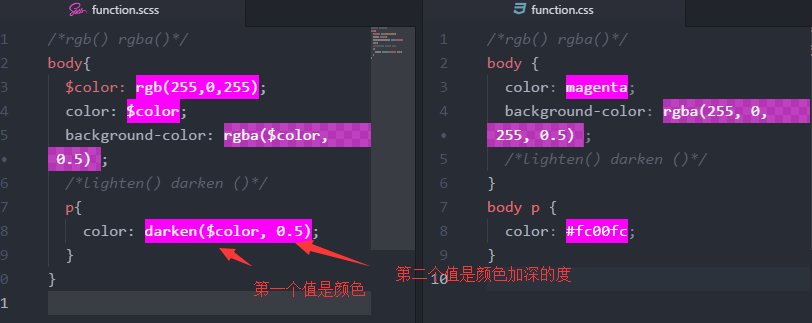 function.scss
1 /*rgb() rgba()*/
2 body{
3 $color: rgb(255,0,255);
4 color: $color;
5 background-color: rgba($color,
• 0.5) ;
6 /*lighten() darken ()*/
7 p{
8 color: darken($color, 0.5);
9 }
0 }
1
第一个值是颜色
第二个值是颜色加深的度
function.css
1 /*rgb() rgba()*/
2 body {
3 color: magenta;
4 background-color: rgba(255, 0,
• 255, 0.5) ;
5 /*lighten() darken ()*/
6 }
7 body p {
8 color: #fc00fc;
9 }
10